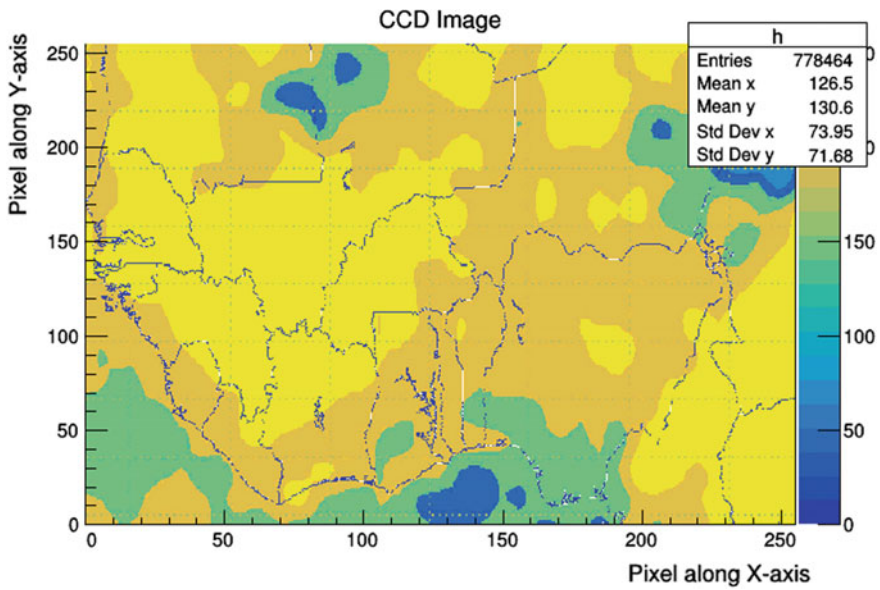 CCD Image
h
Entries 778464
Mean x 126.5
Mean y 130.6
Std Dev x 73.95
Std Dev y 71.68
Pixel along Y-axis
250
200
150
100
50
0
0 50 100 150 200 250
Pixel along X-axis
0
0
150
100
50
0